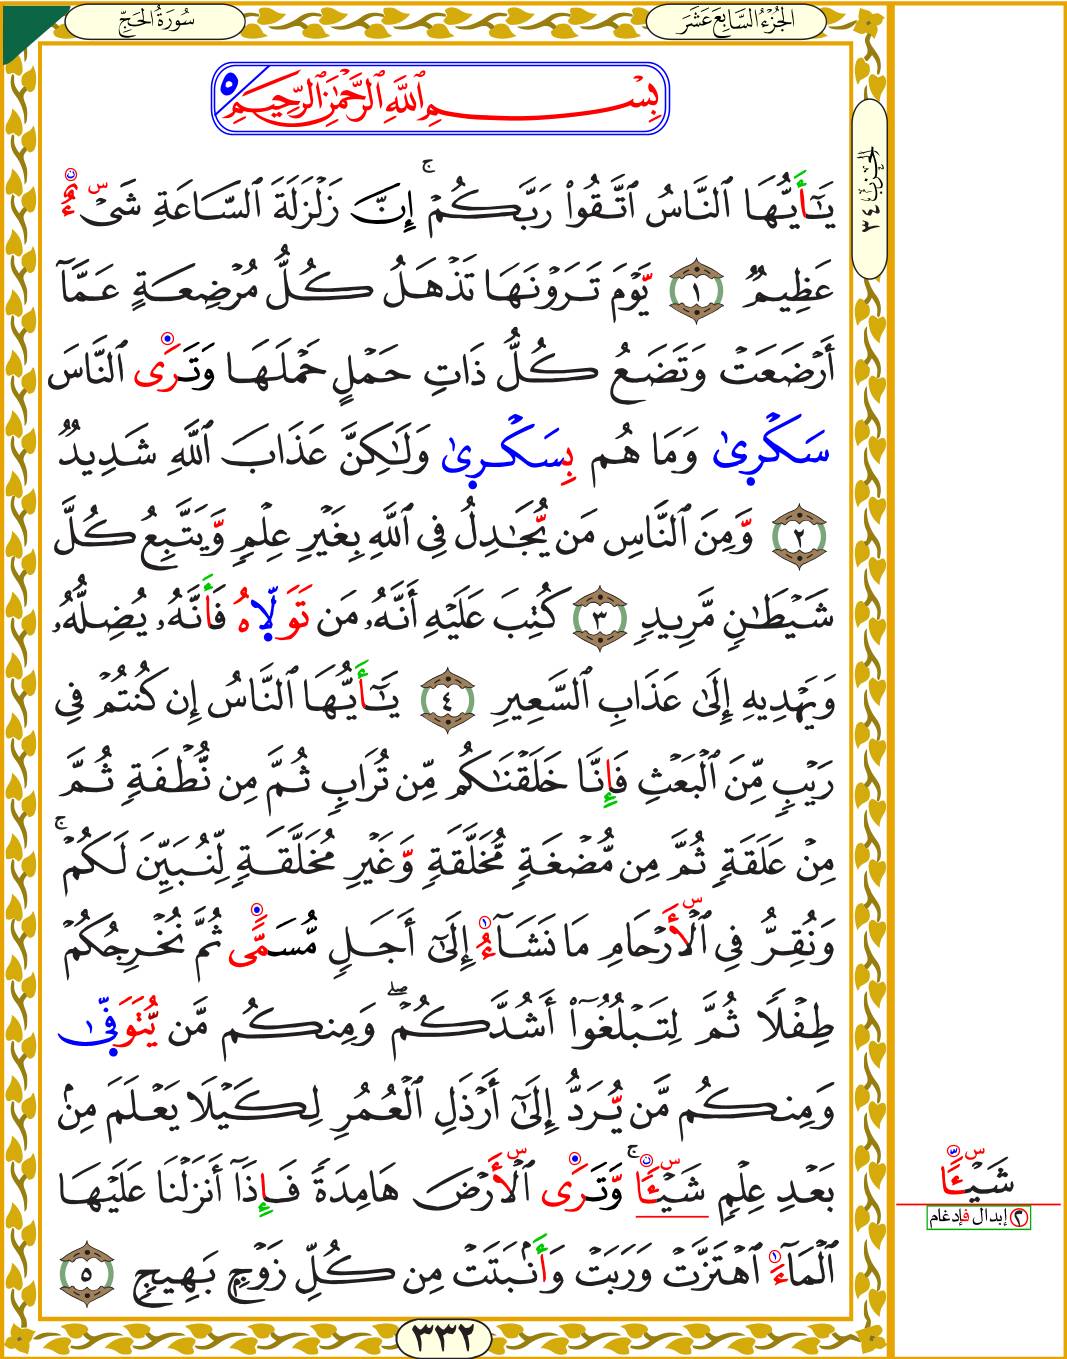 الجُزْءُ السَّابِعَ عَشَرَ
سُورَةُ الحَجِّ
الحِزْبُ ٣٤
بِسْمِ ٱللَّهِ ٱلرَّحْمَٰنِ ٱلرَّحِيمِ ٥
يَٰٓأَيُّهَا ٱلنَّاسُ ٱتَّقُوا۟ رَبَّكُمْ ۚ إِنَّ زَلْزَلَةَ ٱلسَّاعَةِ شَىْءٌ
عَظِيمٌ ١ يَّوْمَ تَرَوْنَهَا تَذْهَلُ كُلُّ مُرْضِعَةٍ عَمَّآ
أَرْضَعَتْ وَتَضَعُ كُلُّ ذَاتِ حَمْلٍ حَمْلَهَا وَتَرَى ٱلنَّاسَ
سَكْرِىٰ وَمَا هُم بِسَكْرِىٰ وَلَٰكِنَّ عَذَابَ ٱللَّهِ شَدِيدٌ
٢ وَّمِنَ ٱلنَّاسِ مَن يُّجَٰدِلُ فِى ٱللَّهِ بِغَيْرِ عِلْمٍ وَّيَتَّبِعُ كُلَّ
شَيْطَٰنٍ مَّرِيدٍ ٣ كُتِبَ عَلَيْهِ أَنَّهُۥ مَن تَوَلِّاهُ فَأَنَّهُۥ يُضِلُّهُۥ
وَيَهْدِيهِ إِلَىٰ عَذَابِ ٱلسَّعِيرِ ٤ يَٰٓأَيُّهَا ٱلنَّاسُ إِن كُنتُمْ فِى
رَيْبٍ مِّنَ ٱلْبَعْثِ فَإِنَّا خَلَقْنَٰكُم مِّن تُرَابٍ ثُمَّ مِن نُّطْفَةٍ ثُمَّ
مِنْ عَلَقَةٍ ثُمَّ مِن مُّضْغَةٍ مُّخَلَّقَةٍ وَّغَيْرِ مُخَلَّقَةٍ لِّنُبَيِّنَ لَكُمْ ۚ
وَنُقِرُّ فِى ٱلْأَرْحَامِ مَا نَشَآءُ إِلَىٰٓ أَجَلٍ مُّسَمًّى ثُمَّ نُخْرِجُكُمْ
طِفْلًا ثُمَّ لِتَبْلُغُوٓا۟ أَشُدَّكُمْ ۖ وَمِنكُم مَّن يُّتَوَفِّىٰ
وَمِنكُم مَّن يُّرَدُّ إِلَىٰٓ أَرْذَلِ ٱلْعُمُرِ لِكَيْلَا يَعْلَمَ مِنۢ
بَعْدِ عِلْمٍ شَيْـًٔا ۚ وَّتَرَى ٱلْأَرْضَ هَامِدَةً فَإِذَآ أَنزَلْنَا عَلَيْهَا
ٱلْمَآءَ ٱهْتَزَّتْ وَرَبَتْ وَأَنۢبَتَتْ مِن كُلِّ زَوْجٍۭ بَهِيجٍ ٥
٣٣٢
شَيْـًٔا
٢ إبدال فإدغام